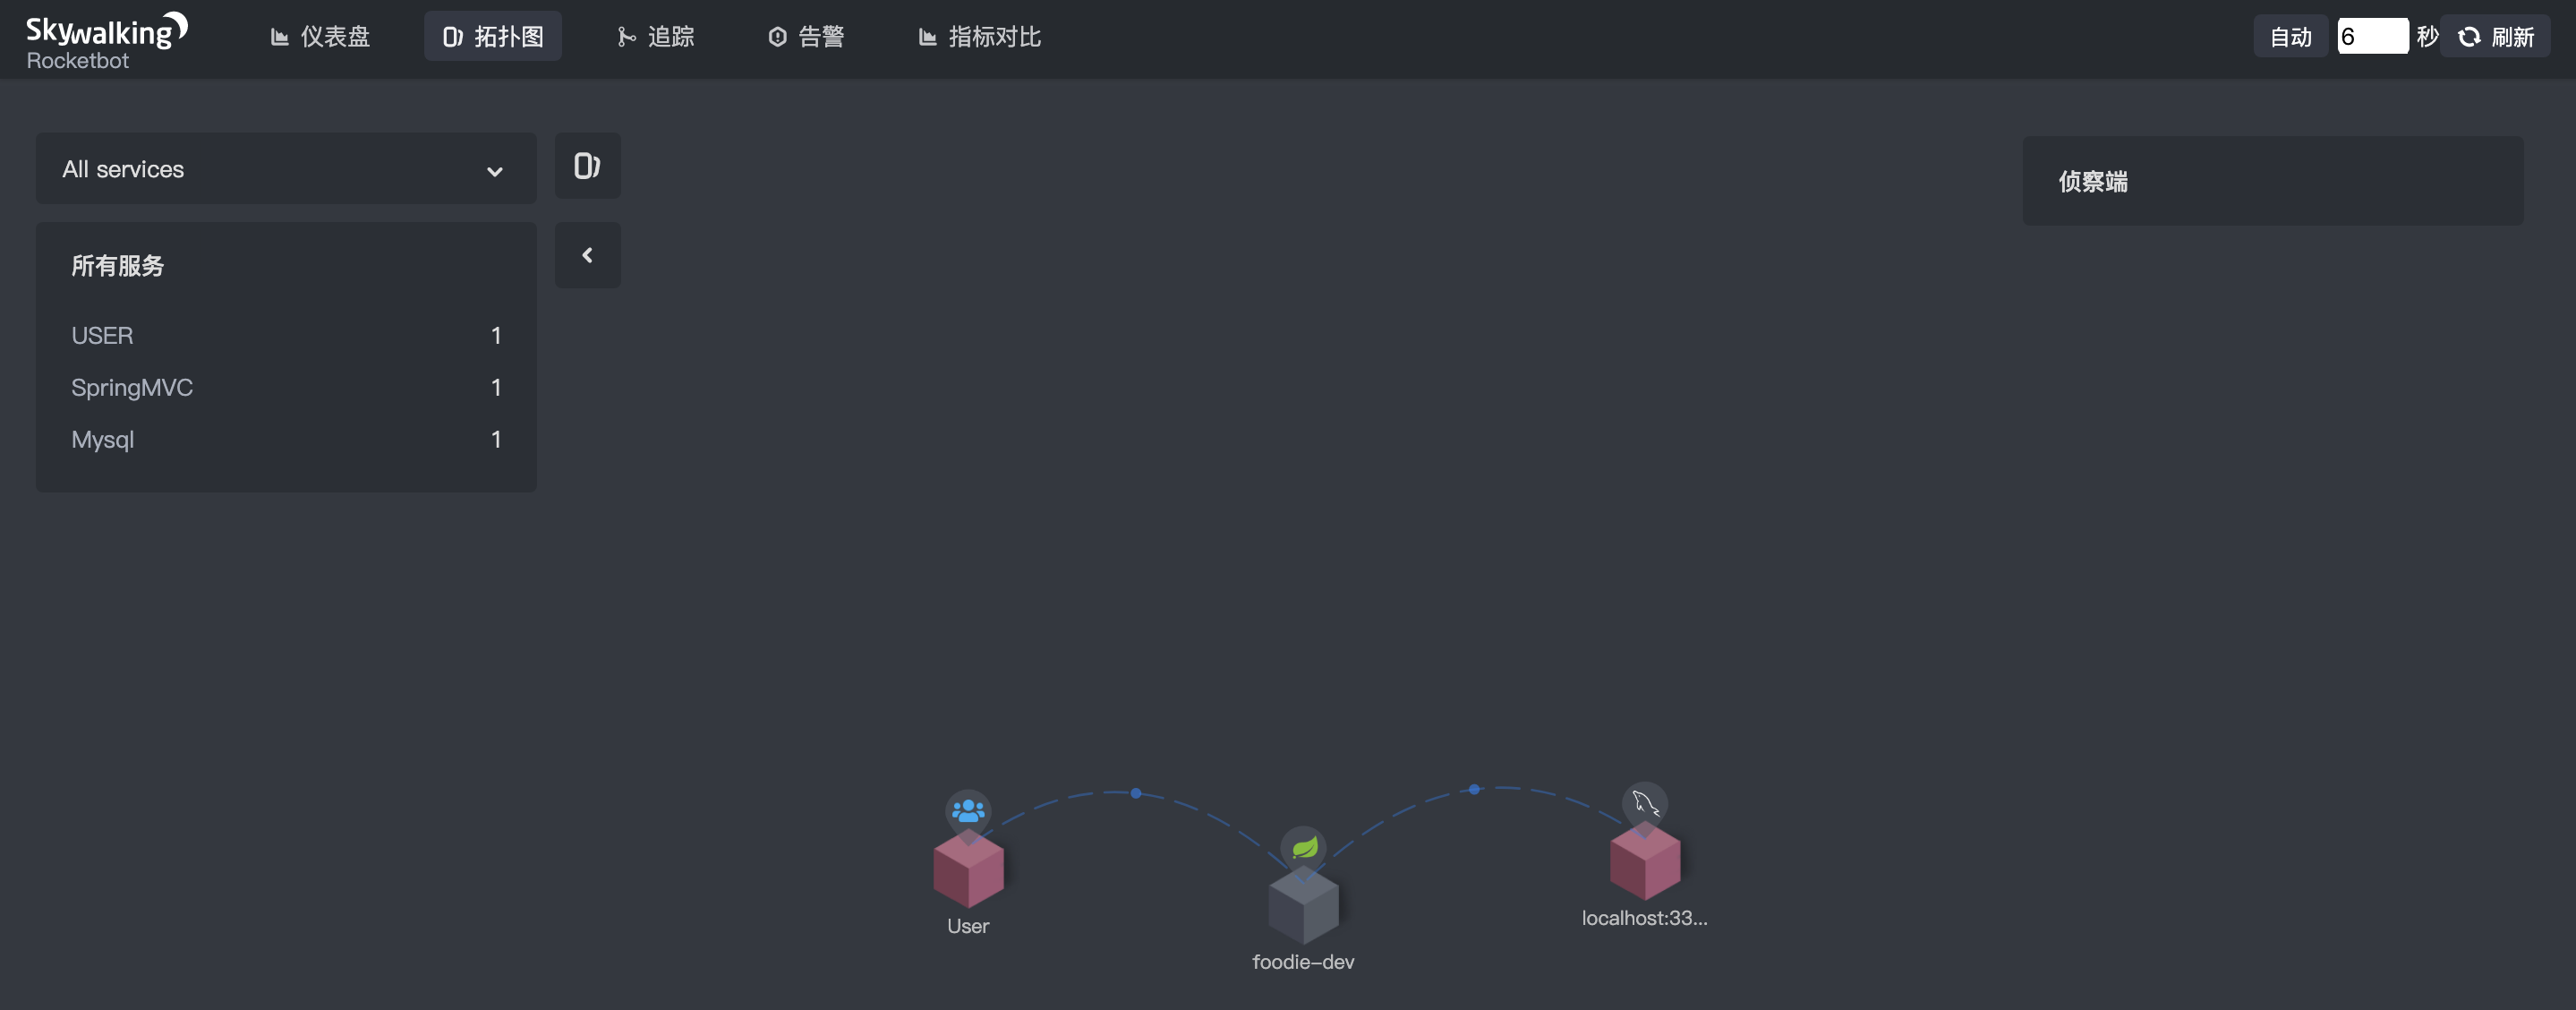 Skywalking
Rocketbot
仪表盘
拓扑图
追踪
告警
指标对比
自动
6
秒
刷新
All services
侦察端
所有服务
USER 1
SpringMVC 1
Mysql 1
User
foodie-dev
localhost:33...